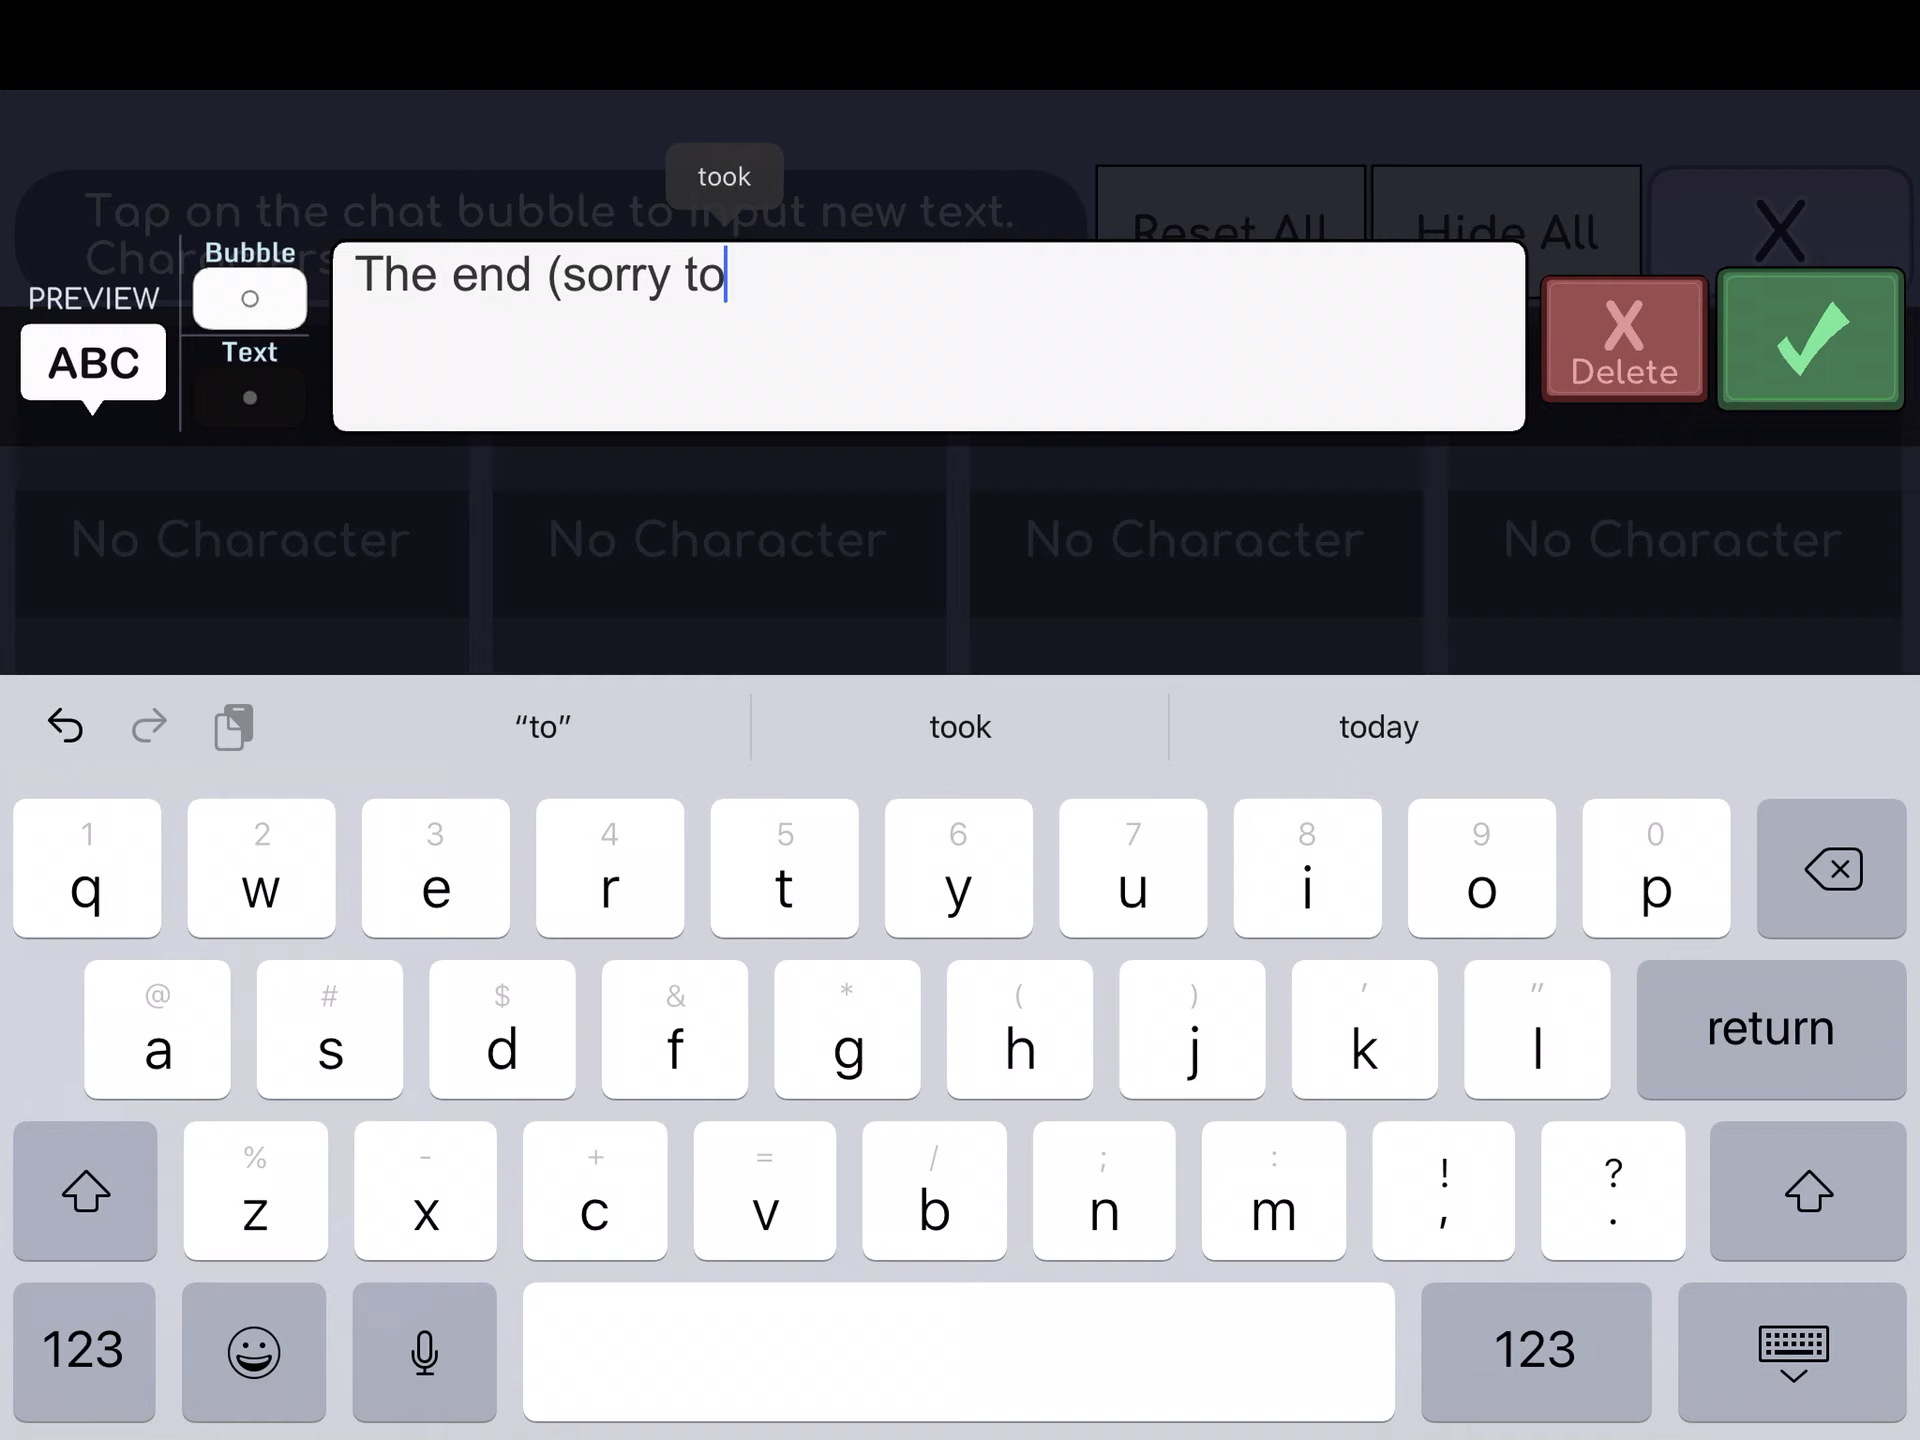 took
Tap on the chat bubble to input new text.
Characters
Reset All
Hide All
X
Bubble
PREVIEW
ABC
Text
The end (sorry to
X
Delete
No Character
No Character
No Character
No Character
“to”
took
today
1 2 3 4 5 6 7 8 9 0
q w e r t y u i o p
@ # $ & * ( ) ' "
a s d f g h j k l
return
% - + = / ; : ! ?
z x c v b n m , .
123
123